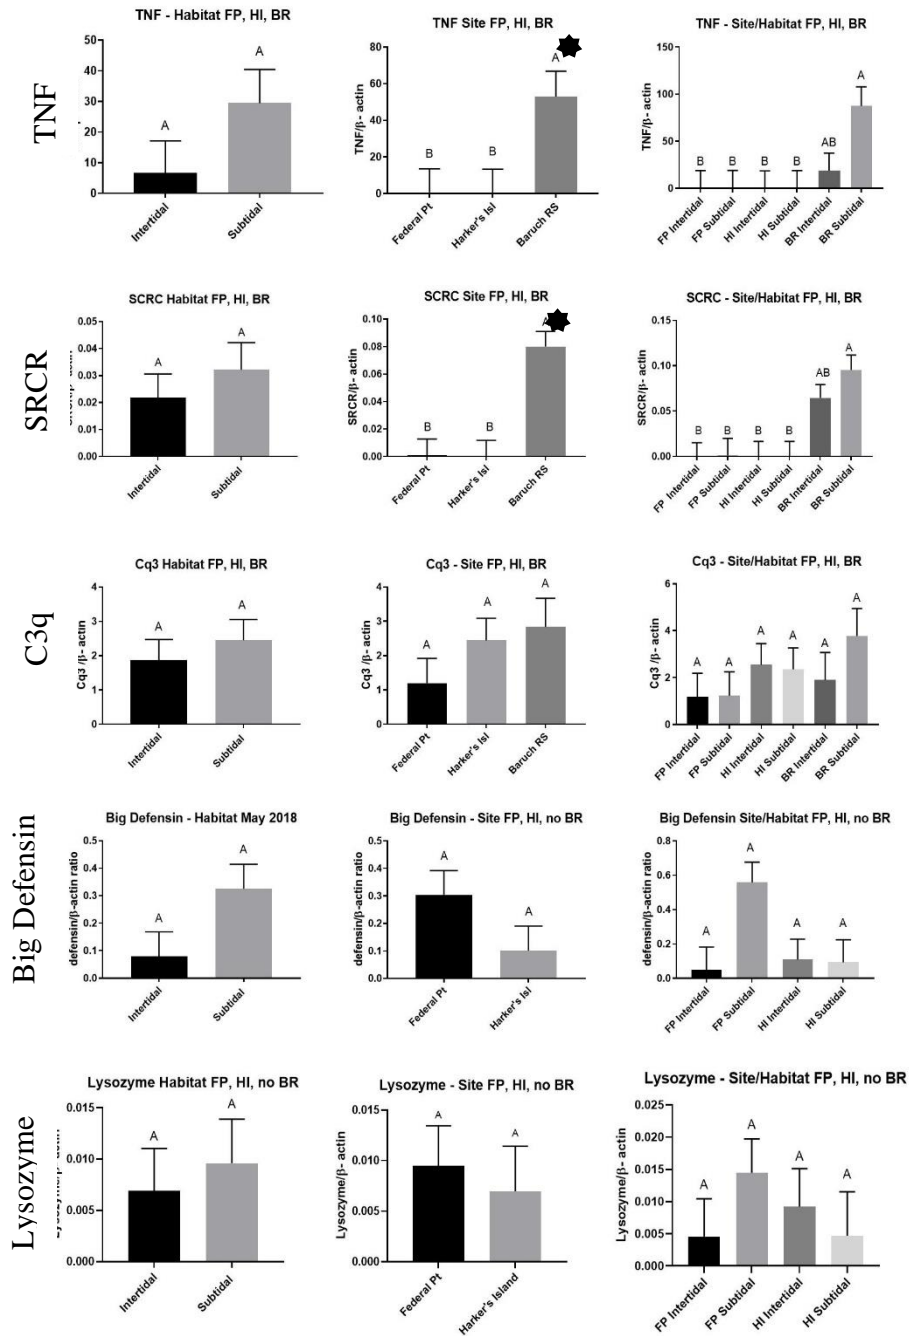 TNF
TNF - Habitat FP, HI, BR
50
40
30
20
10
0
A
A
Intertidal
Subtidal
TNF Site FP, HI, BR
TNF/β- actin
80
60
40
20
0
B
B
A
Federal Pt
Harker's Isl
Baruch RS
TNF - Site/Habitat FP, HI, BR
TNF/β- actin
150
100
50
0
B
B
B
B
AB
A
FP Intertidal
FP Subtidal
HI Intertidal
HI Subtidal
BR Intertidal
BR Subtidal
SRCR
SCRC Habitat FP, HI, BR
0.05
0.04
0.03
0.02
0.01
0.00
A
A
Intertidal
Subtidal
SCRC Site FP, HI, BR
SRCR/β- actin
0.10
0.08
0.06
0.04
0.02
0.00
B
B
Federal Pt
Harker's Isl
Baruch RS
SCRC - Site/Habitat FP, HI, BR
SRCR/β- actin
0.15
0.10
0.05
0.00
B
B
B
B
AB
A
FP Intertidal
FP Subtidal
HI Intertidal
HI Subtidal
BR Intertidal
BR Subtidal
C3q
Cq3 Habitat FP, HI, BR
Cq3 /β- actin
4
3
2
1
0
A
A
Intertidal
Subtidal
Cq3 - Site FP, HI, BR
Cq3 /β- actin
4
3
2
1
0
A
A
A
Federal Pt
Harker's Isl
Baruch RS
Cq3 - Site/Habitat FP, HI, BR
Cq3 /β- actin
6
4
2
0
A
A
A
A
A
A
FP Intertidal
FP Subtidal
HI Intertidal
HI Subtidal
BR Intertidal
BR Subtidal
Big Defensin
Big Defensin - Habitat May 2018
defensin/β-actin ratio
0.5
0.4
0.3
0.2
0.1
0.0
A
A
Intertidal
Subtidal
Big Defensin - Site FP, HI, no BR
defensin/β-actin ratio
0.5
0.4
0.3
0.2
0.1
0.0
A
A
Federal Pt
Harker's Isl
Big Defensin Site/Habitat FP, HI, no BR
defensin/β-actin ratio
0.8
0.6
0.4
0.2
0.0
A
A
A
A
FP Intertidal
FP Subtidal
HI Intertidal
HI Subtidal
Lysozyme
Lysozyme Habitat FP, HI, no BR
Lysozyme/β- actin
0.015
0.010
0.005
0.000
A
A
Intertidal
Subtidal
Lysozyme - Site FP, HI, no BR
Lysozyme/β- actin
0.015
0.010
0.005
0.000
A
A
Federal Pt
Harker's Island
Lysozyme - Site/Habitat FP, HI, no BR
Lysozyme/β- actin
0.025
0.020
0.015
0.010
0.005
0.000
A
A
A
A
FP Intertidal
FP Subtidal
HI Intertidal
HI Subtidal